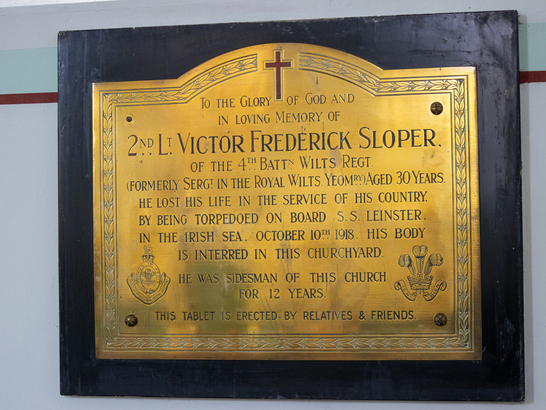 TO THE GLORY OF GOD AND
IN LOVING MEMORY OF
2ND LT VICTOR FREDERICK SLOPER.
OF THE 4TH BATTN WILTS REGT.
(FORMERLY SERGT IN THE ROYAL WILTS YEOMRY) AGED 30 YEARS.
HE LOST HIS LIFE IN THE SERVICE OF HIS COUNTRY.
BY BEING TORPEDOED ON BOARD S.S. LEINSTER.
IN THE IRISH SEA. OCTOBER 10TH 1918. HIS BODY
IS INTERRED IN THIS CHURCHYARD.
HE WAS SIDESMAN OF THIS CHURCH
FOR 12 YEARS.
THIS TABLET IS ERECTED BY RELATIVES & FRIENDS.